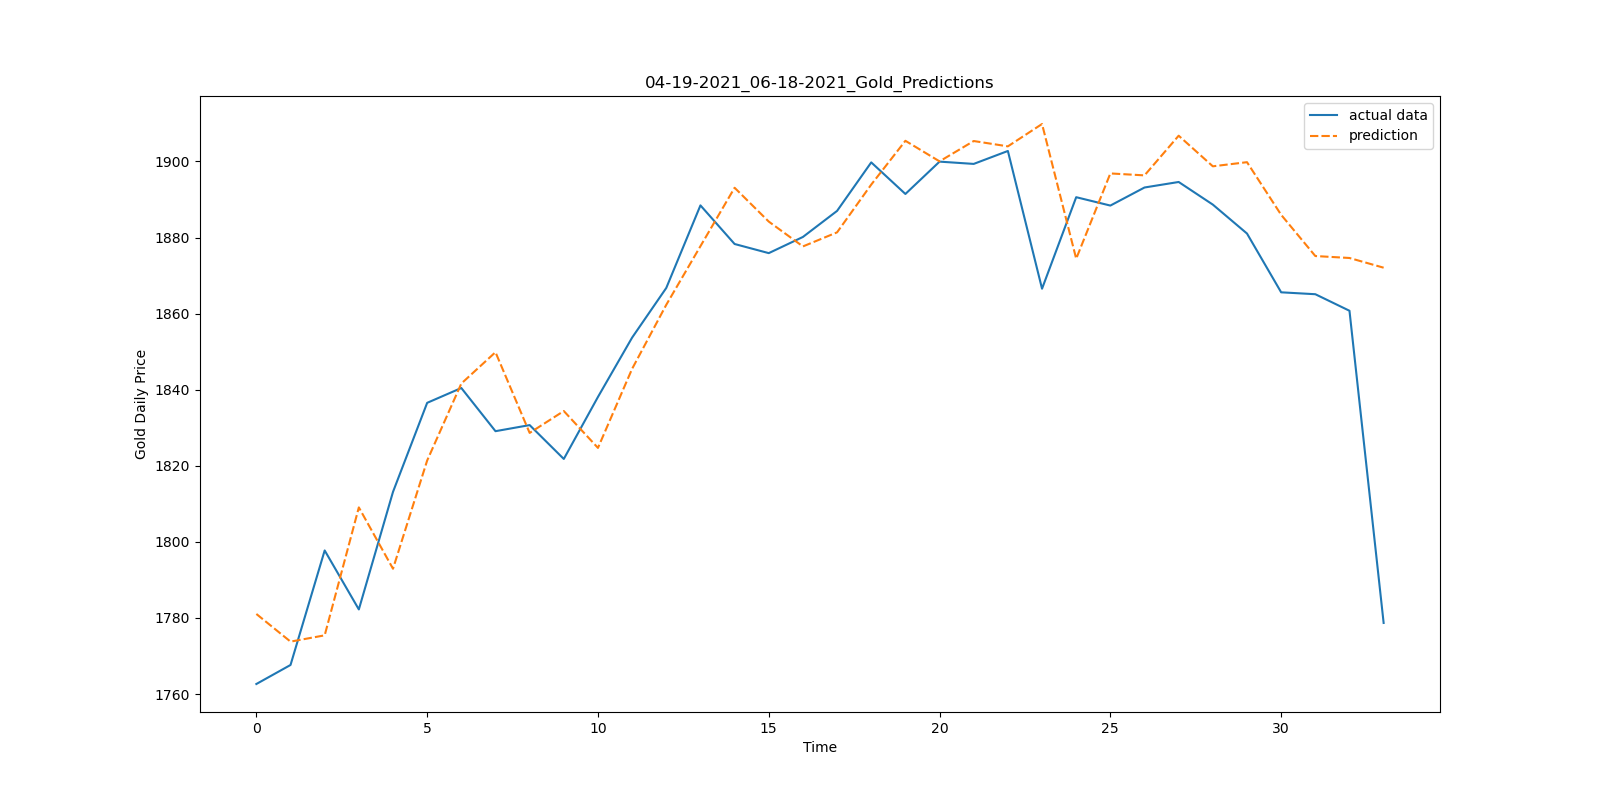 04-19-2021_06-18-2021_Gold_Predictions
actual data
prediction
Gold Daily Price
1900
1880
1860
1840
1820
1800
1780
1760
0 5 10 15 20 25 30
Time